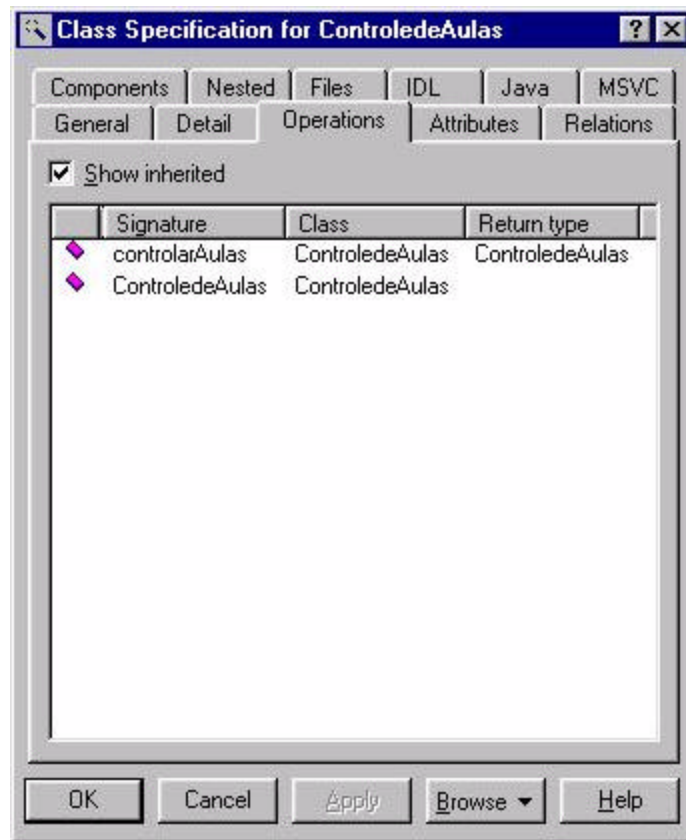 Class Specification for ControledeAulas
Components Nested Files IDL Java MSVC
General Detail Operations Attributes Relations
Show inherited
Signature Class Return type
controlarAulas ControledeAulas ControledeAulas
ControledeAulas ControledeAulas
OK Cancel Apply Browse Help